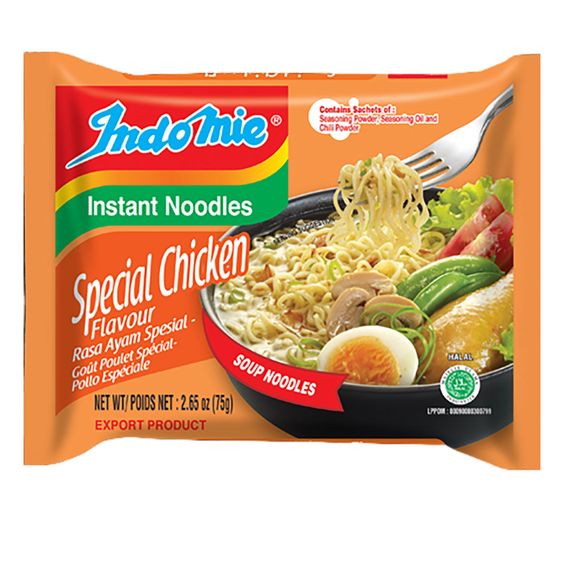 Indomie®
Instant Noodles
Special Chicken
Flavour
Rasa Ayam Spesial -
Goût Poulet Spécial-
Pollo Especiale
NET WT/ POIDS NET : 2.65 oz (75g)
EXPORT PRODUCT
Contains Sachets of :
Seasoning Powder, Seasoning Oil and
Chili Powder
SOUP NOODLES
HALAL